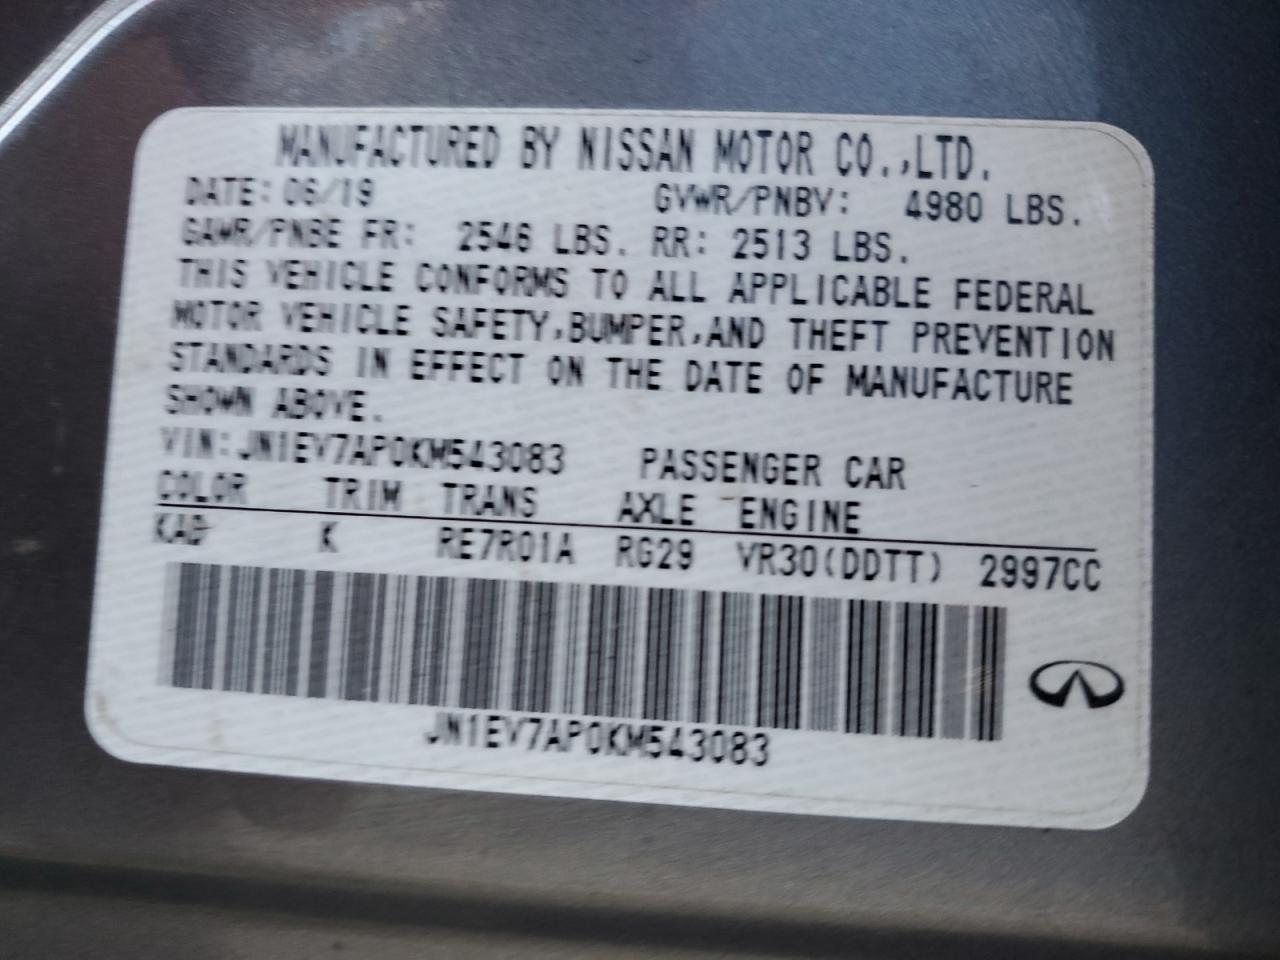 MANUFACTURED BY NISSAN MOTOR CO.,LTD.
DATE: 06/19 GVWR/PNBV: 4980 LBS.
GAWR/PNBE FR: 2546 LBS. RR: 2513 LBS.
THIS VEHICLE CONFORMS TO ALL APPLICABLE FEDERAL
MOTOR VEHICLE SAFETY,BUMPER,AND THEFT PREVENTION
STANDARDS IN EFFECT ON THE DATE OF MANUFACTURE
SHOWN ABOVE.
VIN:JN1EV7AP0KM543083 PASSENGER CAR
COLOR TRIM TRANS AXLE ENGINE
KAD K RE7R01A RG29 VR30(DDTT) 2997CC
JN1EV7AP0KM543083